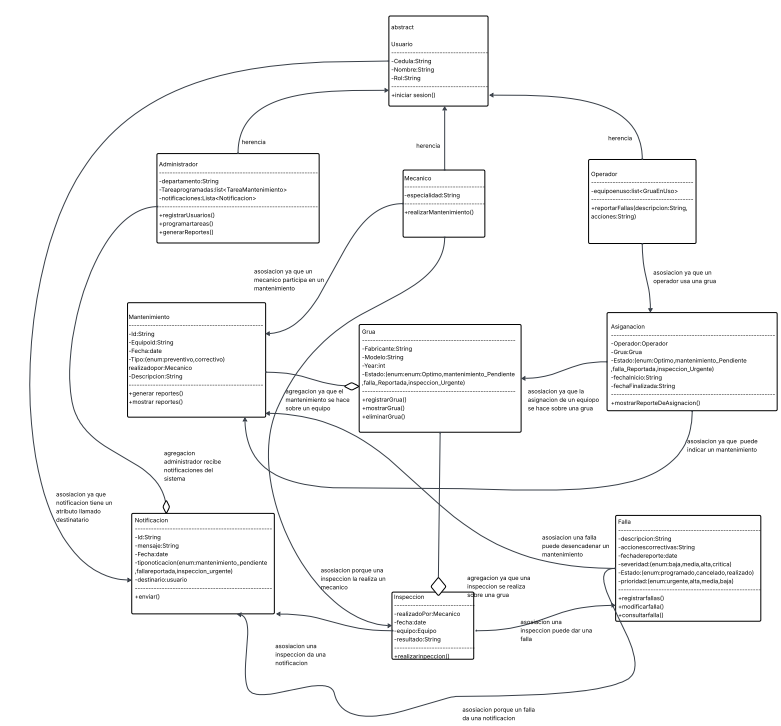 abstract
Usuario
-Cedula:String
-Nombre:String
-Rol:String
+iniciar sesion()
herencia
herencia
herencia
Administrador
-departamento:String
-Tareaprogramadas:list<TareaMantenimiento>
-notificaciones:Lista<Notificacion>
+registrarUsuarios()
+programartareas()
+generarReportes()
Mecanico
-especialidad:String
+realizarMantenimiento()
Operador
-equipoenuso:list<GruaEnUso>
+reportarFallas(descripcion:String,
acciones:String)
asosiacion ya que un
mecanico participa en un
mantenimiento
asosiacion ya que un
operador usa una grua
Mantenimiento
-Id:String
-EquipoId:String
-Fecha:date
-Tipo:(enum:preventivo,correctivo)
realizadopor:Mecanico
-Descripcion:String
+generar reportes()
+mostrar reportes()
Grua
-Fabricante:String
-Modelo:String
-Year:int
-Estado:(enum:enum:Optimo,mantenimiento_Pendiente
,falla_Reportada,inspeccion_Urgente)
+registrarGrua()
+mostrarGrua()
+eliminarGrua()
Asiganacion
-Operador:Operador
-Grua:Grua
-Estado:(enum:Optimo,mantenimiento_Pendiente
,falla_Reportada,inspeccion_Urgente)
-fechaInicio:String
-fechaFinalizada:String
+mostrarReporteDeAsignacion()
agregacion ya que el
mantenimiento se hace
sobre un equipo
asosiacion ya que la
asignacion de un equiopo
se hace sobre una grua
asosiacion ya que puede
indicar un mantenimiento
agregacion
administrador recibe
notificaciones del
sistema
asosiacion ya que
notificacion tiene un
atributo llamado
destinatario
Notificacion
-Id:String
-mensaje:String
-Fecha:date
-tiponoticacion(enum:mantenimiento_pendiente
,fallareportada,inspeccion_urgente)
-destinario:usuario
+enviar()
asosiacion una falla
puede desencadenar un
mantenimiento
Falla
-descripcion:String
-accionescorrectivas:String
-fechadereporte:date
-severidad:(enum:baja,media,alta,critica)
-Estado:(enum:programado,cancelado,realizado)
-prioridad:(enum:urgente,alta,media,baja)
+registrarfallas()
+modificarfalla()
+consultarfalla()
asosiacion porque una
inspeccion la realiza un
mecanico
agregacion ya que una
inspeccion se realiza
sobre una grua
Inspeccion
-realizadoPor:Mecanico
-fecha:date
-equipo:Equipo
-resultado:String
+realizarInpeccion()
asosiacion una
inspeccion puede dar una
falla
asosiacion una
inspeccion da una
notificacion
asosiacion porque un falla
da una notificacion